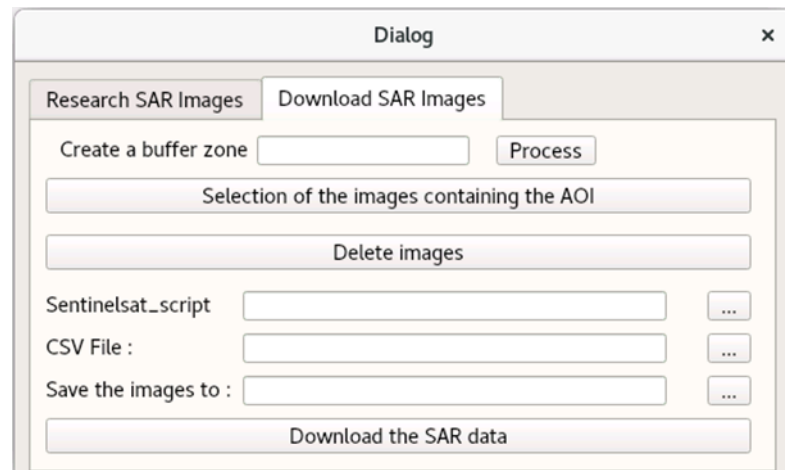 Dialog ×
Research SAR Images Download SAR Images
Create a buffer zone Process
Selection of the images containing the AOI
Delete images
Sentinelsat_script ...
CSV File : ...
Save the images to : ...
Download the SAR data